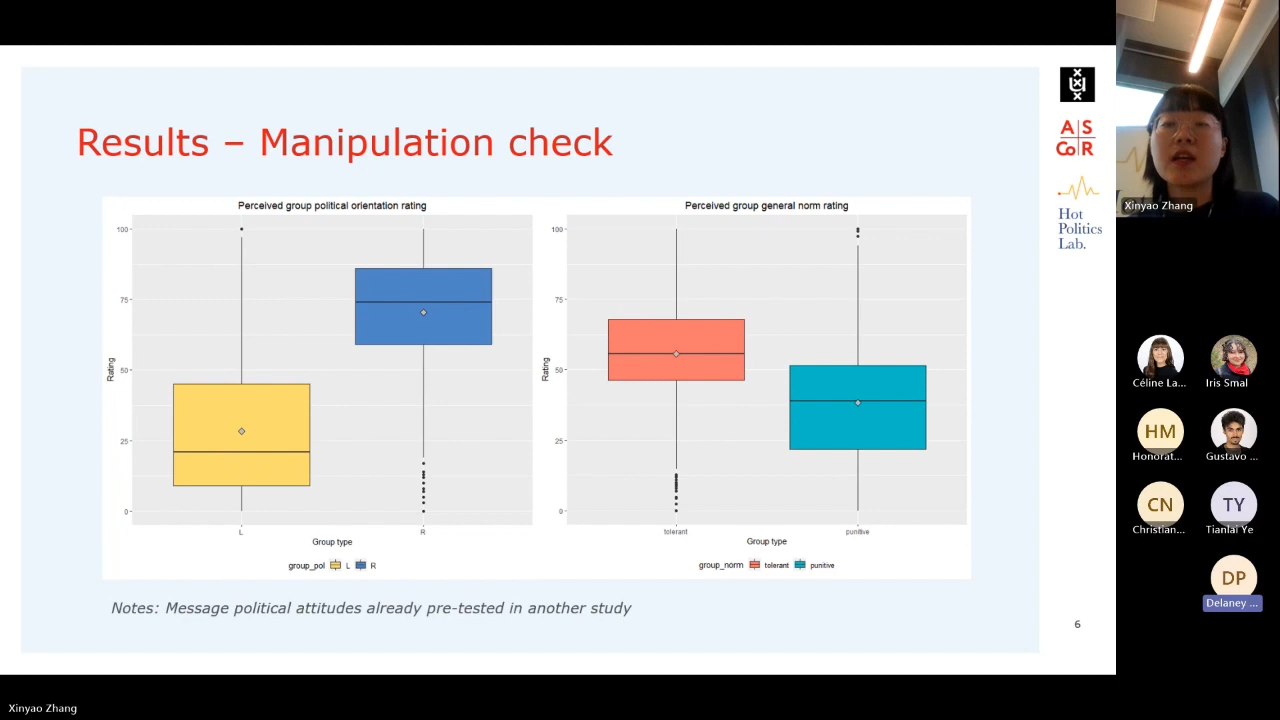 Results – Manipulation check
Perceived group political orientation rating
Rating
100
75
50
25
0
L
R
Group type
group_pol L R
Perceived group general norm rating
Rating
100
75
50
25
0
tolerant
punitive
Group type
group_norm tolerant punitive
Notes: Message political attitudes already pre-tested in another study
6
U
A|S
Co|R
Hot
Politics
Lab.
Xinyao Zhang
Céline La...
Iris Smal
HM
Honorat...
Gustavo ...
CN
Christian...
TY
Tianlai Ye
DP
Delaney ...
Xinyao Zhang